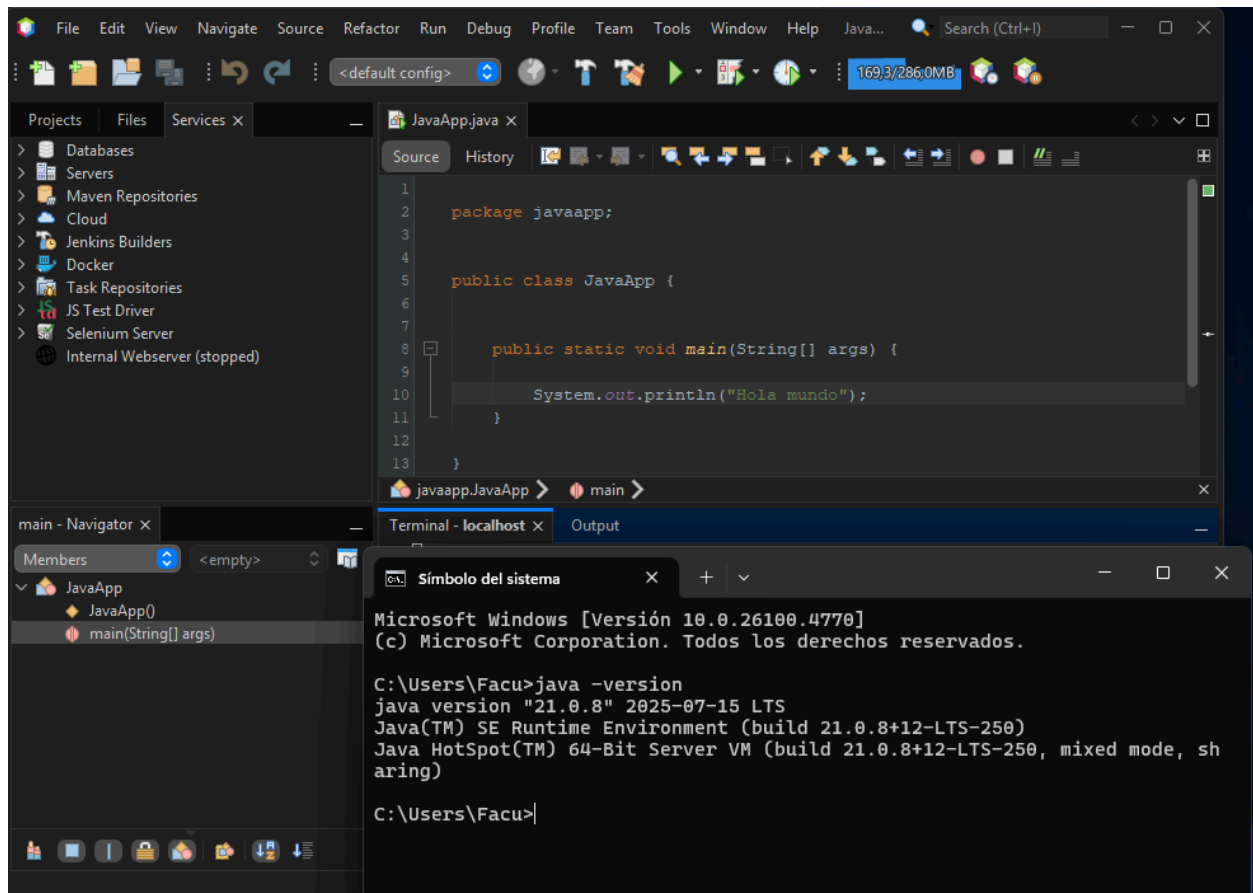 File Edit View Navigate Source Refactor Run Debug Profile Team Tools Window Help Java... Search (Ctrl+I)
<default config> 169,3/286,0MB
Projects Files Services
Databases
Servers
Maven Repositories
Cloud
Jenkins Builders
Docker
Task Repositories
JS Test Driver
Selenium Server
Internal Webserver (stopped)
JavaApp.java
Source History
1
2 package javaapp;
3
4
5 public class JavaApp {
6
7
8 public static void main(String[] args) {
9
10 System.out.println("Hola mundo");
11 }
12
13 }
javaapp.JavaApp main
main - Navigator
Members <empty>
JavaApp
JavaApp()
main(String[] args)
Terminal - localhost Output
Símbolo del sistema
Microsoft Windows [Versión 10.0.26100.4770]
(c) Microsoft Corporation. Todos los derechos reservados.
C:\Users\Facu>java -version
java version "21.0.8" 2025-07-15 LTS
Java(TM) SE Runtime Environment (build 21.0.8+12-LTS-250)
Java HotSpot(TM) 64-Bit Server VM (build 21.0.8+12-LTS-250, mixed mode, sh
aring)
C:\Users\Facu>